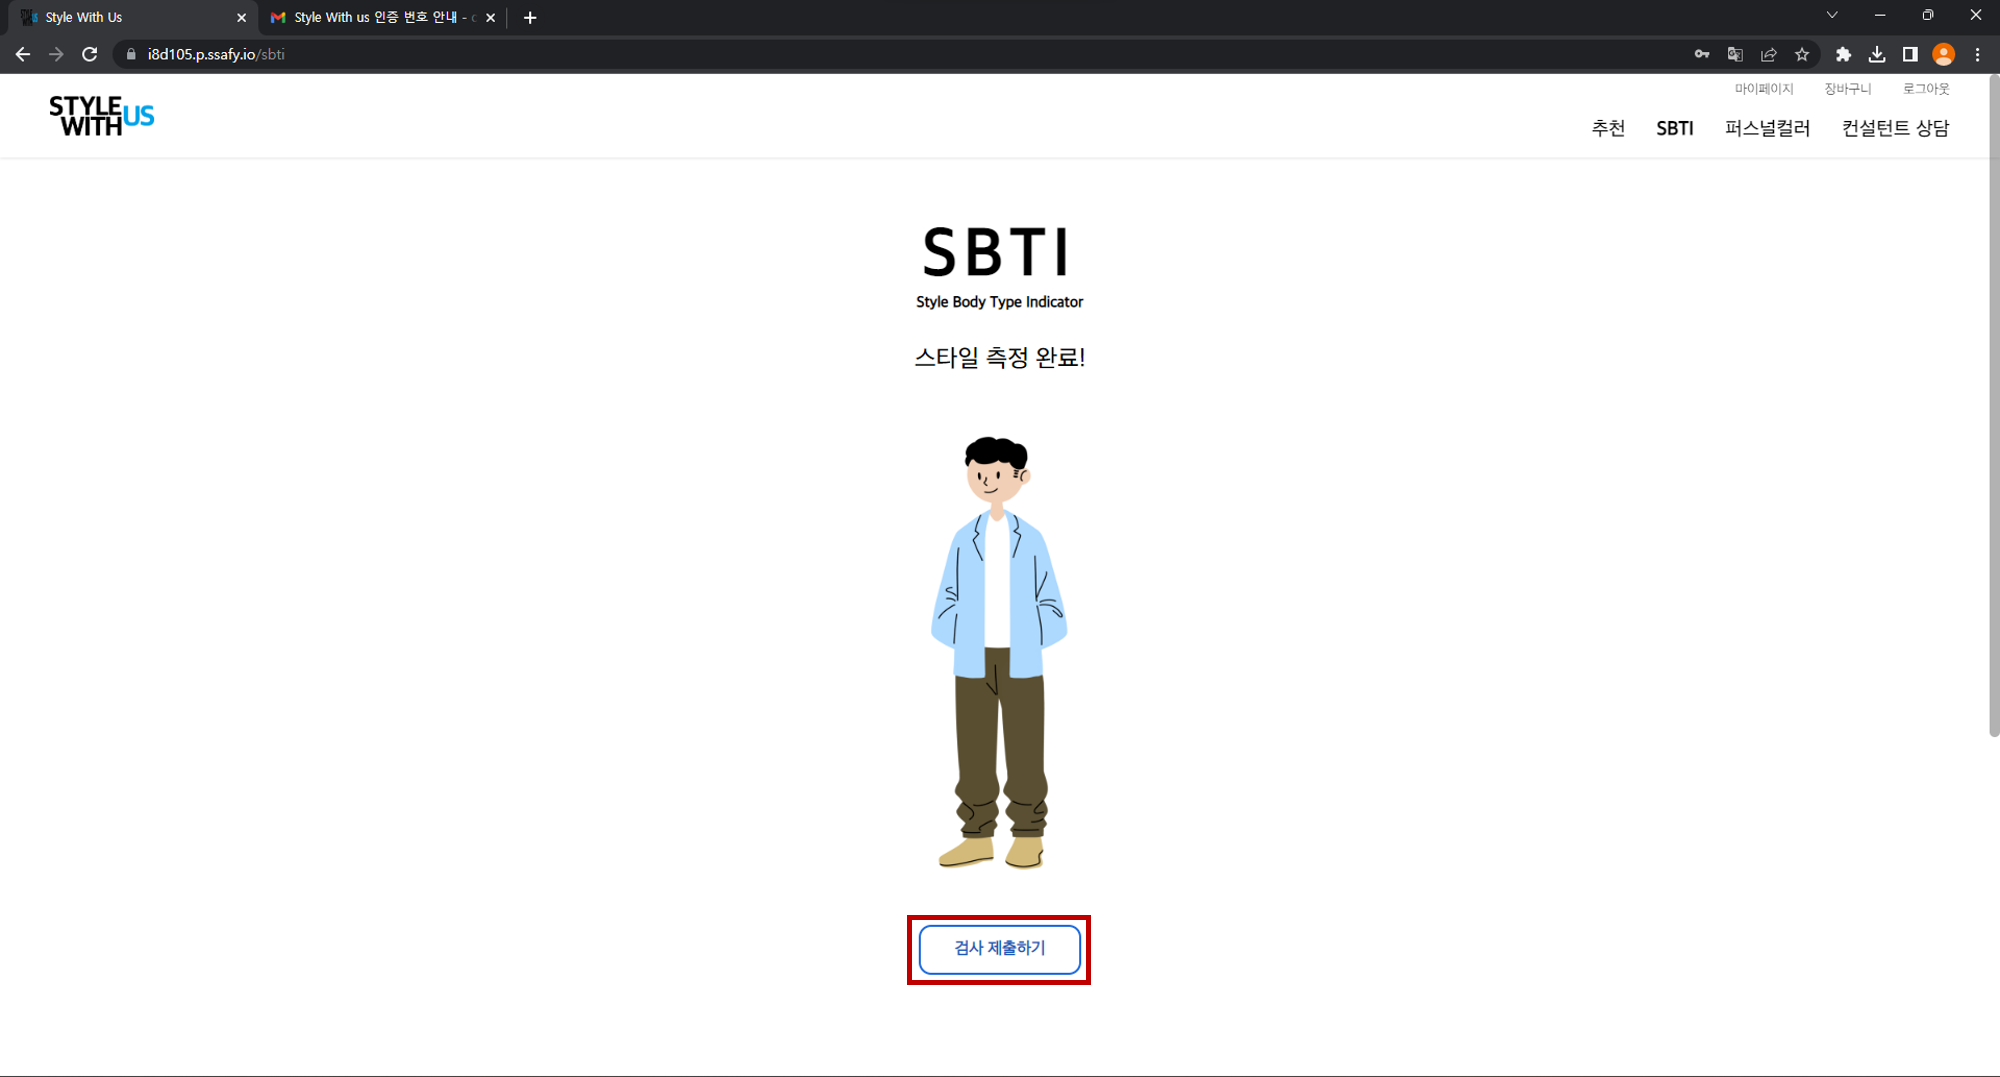 Style With Us
Style With us 인증 번호 안내 -
i8d105.p.ssafy.io/sbti
마이페이지 장바구니 로그아웃
STYLE
WITH US
추천 SBTI 퍼스널컬러 컨설턴트 상담
SBTI
Style Body Type Indicator
스타일 측정 완료!
검사 제출하기